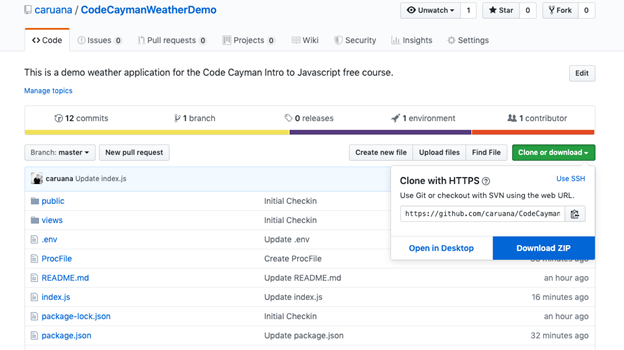 caruana / CodeCaymanWeatherDemo
Unwatch 1 Star 0 Fork 0
Code Issues 0 Pull requests 0 Projects 0 Wiki Security Insights Settings
This is a demo weather application for the Code Cayman Intro to Javascript free course. Edit
Manage topics
12 commits 1 branch 0 releases 1 environment 1 contributor
Branch: master New pull request Create new file Upload files Find File Clone or download
caruana Update index.js
Clone with HTTPS Use SSH
Use Git or checkout with SVN using the web URL.
https://github.com/caruana/CodeCayman
Open in Desktop Download ZIP
public Initial Checkin
views Initial Checkin
.env Update .env
ProcFile Create ProcFile
README.md Update README.md an hour ago
index.js Update index.js 16 minutes ago
package-lock.json Initial Checkin an hour ago
package.json Update package.json 32 minutes ago